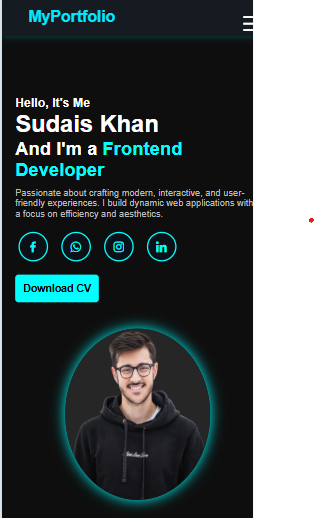 MyPortfolio
Hello, It's Me
Sudais Khan
And I'm a Frontend
Developer
Passionate about crafting modern, interactive, and user-
friendly experiences. I build dynamic web applications with
a focus on efficiency and aesthetics.
Download CV